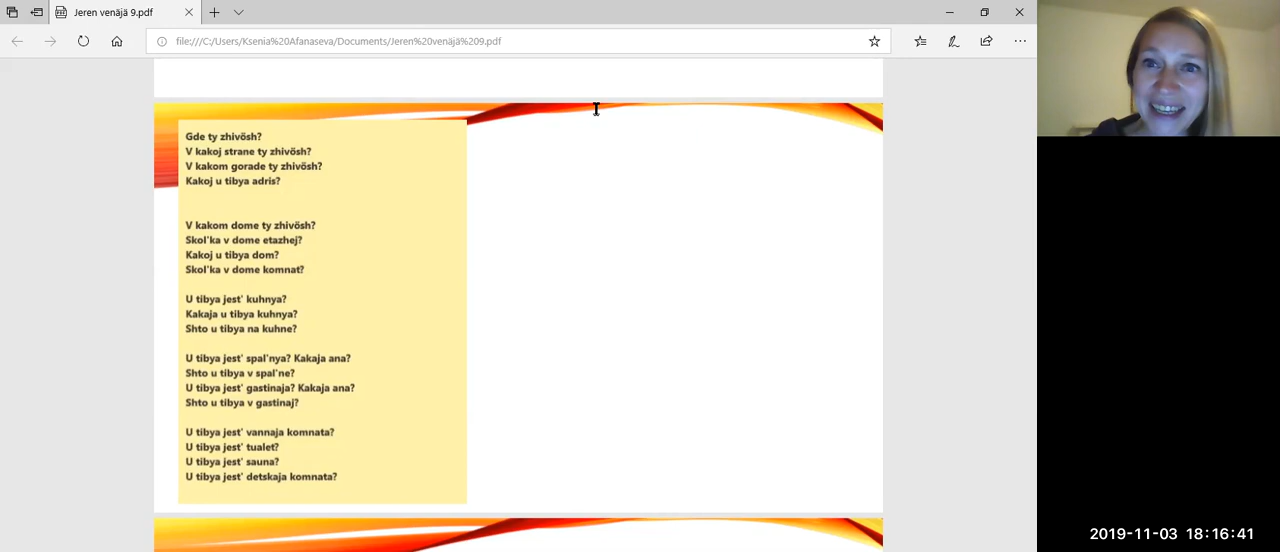 Jeren venäjä 9.pdf
file:///C:/Users/Ksenia%20Afanaseva/Documents/Jeren%20venäjä%209.pdf
Gde ty zhivösh?
V kakoj strane ty zhivösh?
V kakom gorade ty zhivösh?
Kakoj u tibya adris?
V kakom dome ty zhivösh?
Skol'ka v dome etazhej?
Kakoj u tibya dom?
Skol'ka v dome komnat?
U tibya jest' kuhnya?
Kakaja u tibya kuhnya?
Shto u tibya na kuhne?
U tibya jest' spal'nya? Kakaja ana?
Shto u tibya v spal'ne?
U tibya jest' gastinaja? Kakaja ana?
Shto u tibya v gastinaj?
U tibya jest' vannaja komnata?
U tibya jest' tualet?
U tibya jest' sauna?
U tibya jest' detskaja komnata?
2019-11-03 18:16:41